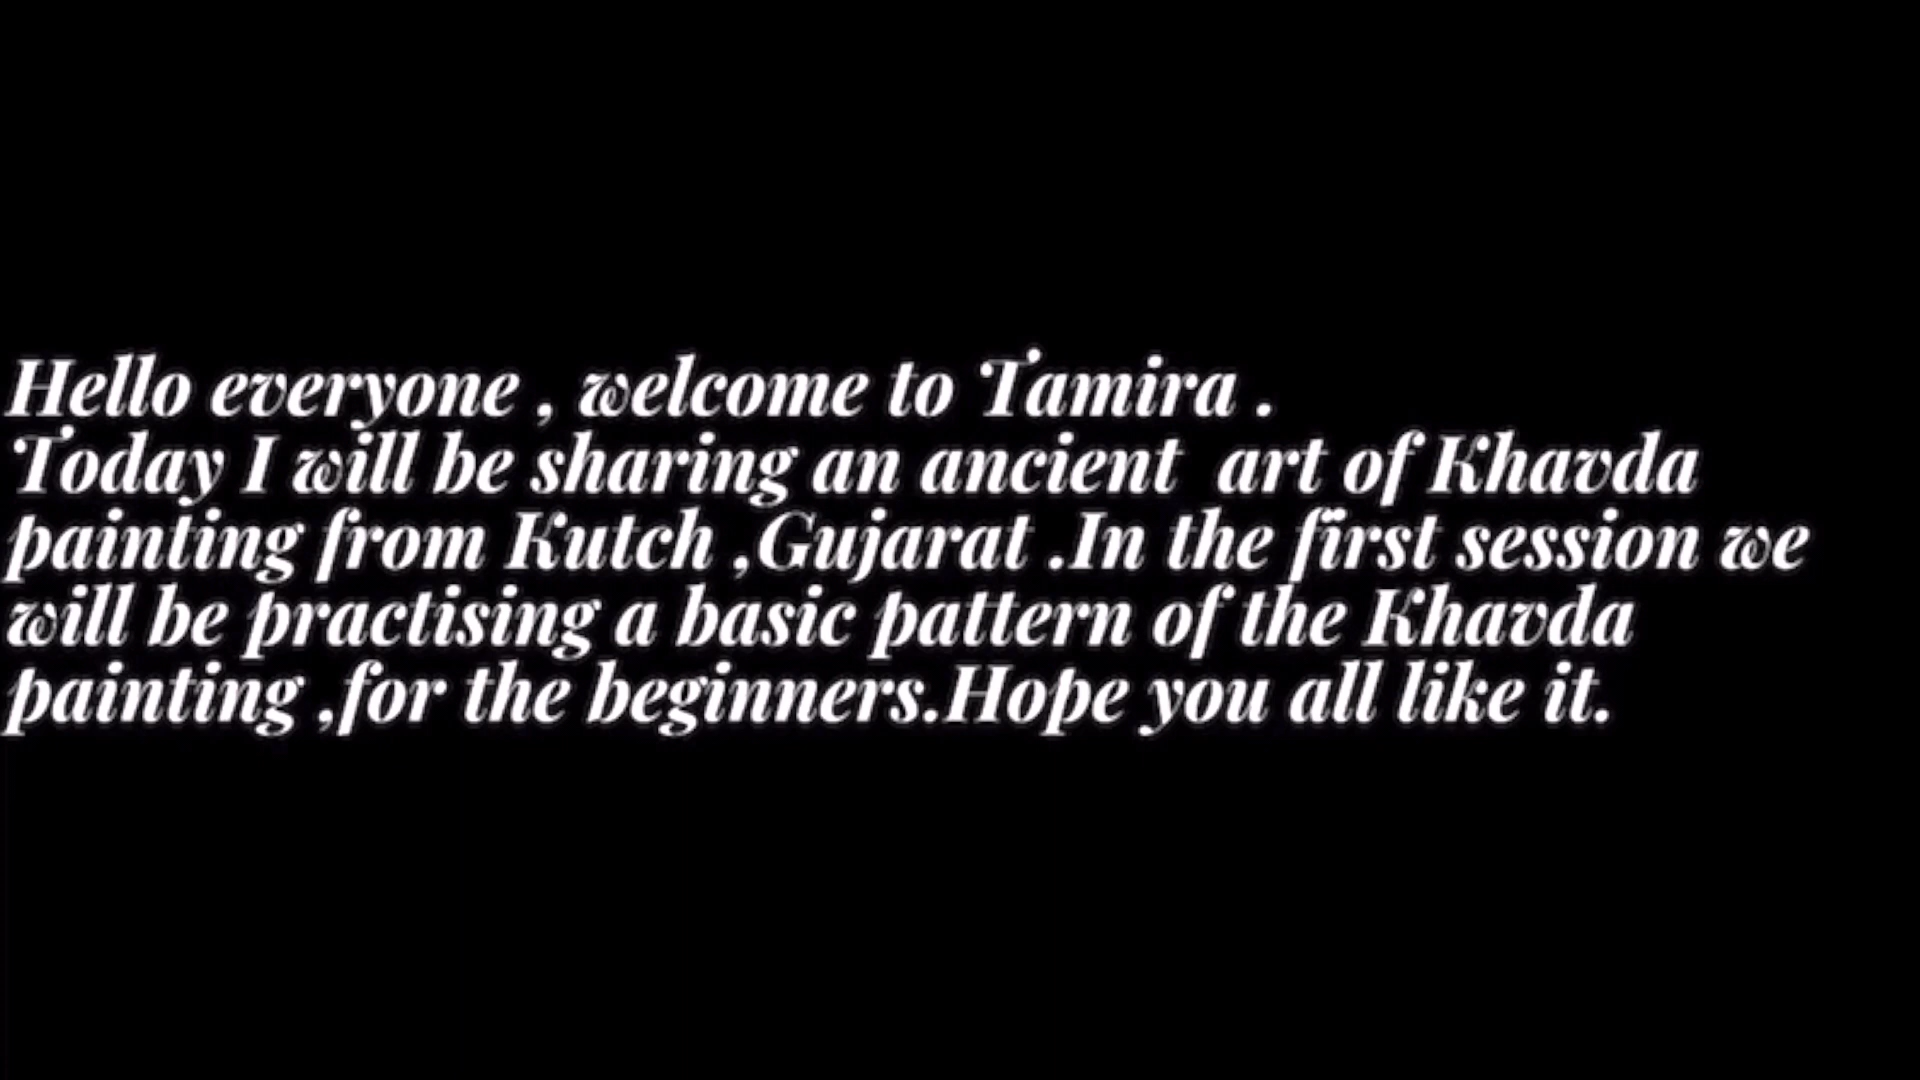 Hello everyone , welcome to Tamira .
Today I will be sharing an ancient  art of Khavda
painting from Kutch ,Gujarat .In the first session we
will be practising a basic pattern of the Khavda
painting ,for the beginners.Hope you all like it.